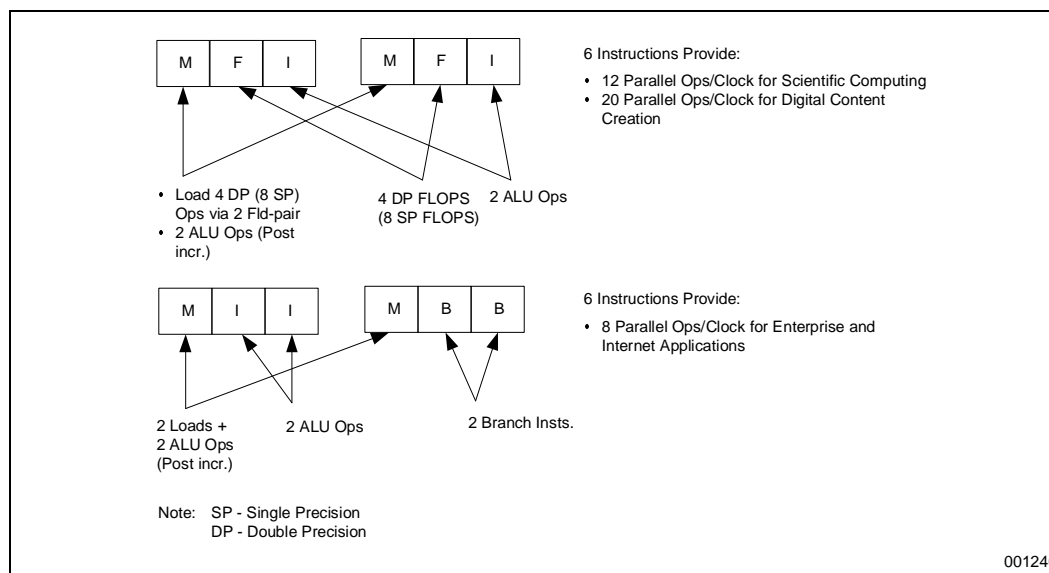 M F I M F I
6 Instructions Provide:
• 12 Parallel Ops/Clock for Scientific Computing
• 20 Parallel Ops/Clock for Digital Content
Creation
• Load 4 DP (8 SP)
Ops via 2 Fld-pair
• 2 ALU Ops (Post
incr.)
4 DP FLOPS
(8 SP FLOPS)
2 ALU Ops
M I I M B B
6 Instructions Provide:
• 8 Parallel Ops/Clock for Enterprise and
Internet Applications
2 Loads +
2 ALU Ops
(Post incr.)
2 ALU Ops
2 Branch Insts.
Note: SP - Single Precision
DP - Double Precision
00124